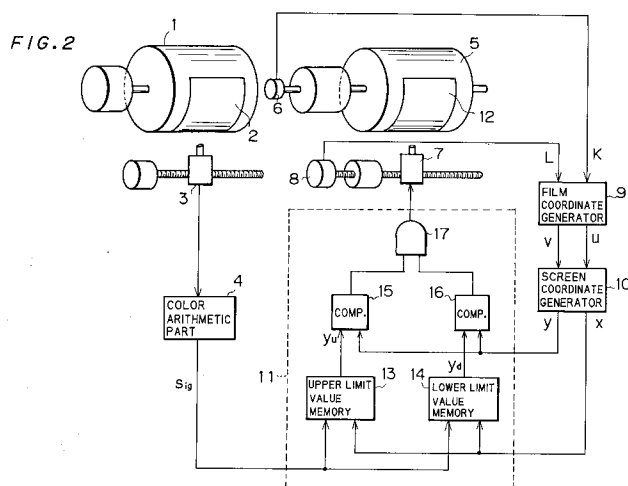 FIG.2
1
2
3
4
COLOR
ARITHMETIC
PART
Sig
5
6
12
7
8
L
K
FILM
COORDINATE
GENERATOR
9
v
u
SCREEN
COORDINATE
GENERATOR
10
y
x
17
15
COMP.
16
COMP.
11
yu
yd
13
UPPER LIMIT
VALUE
MEMORY
14
LOWER LIMIT
VALUE
MEMORY